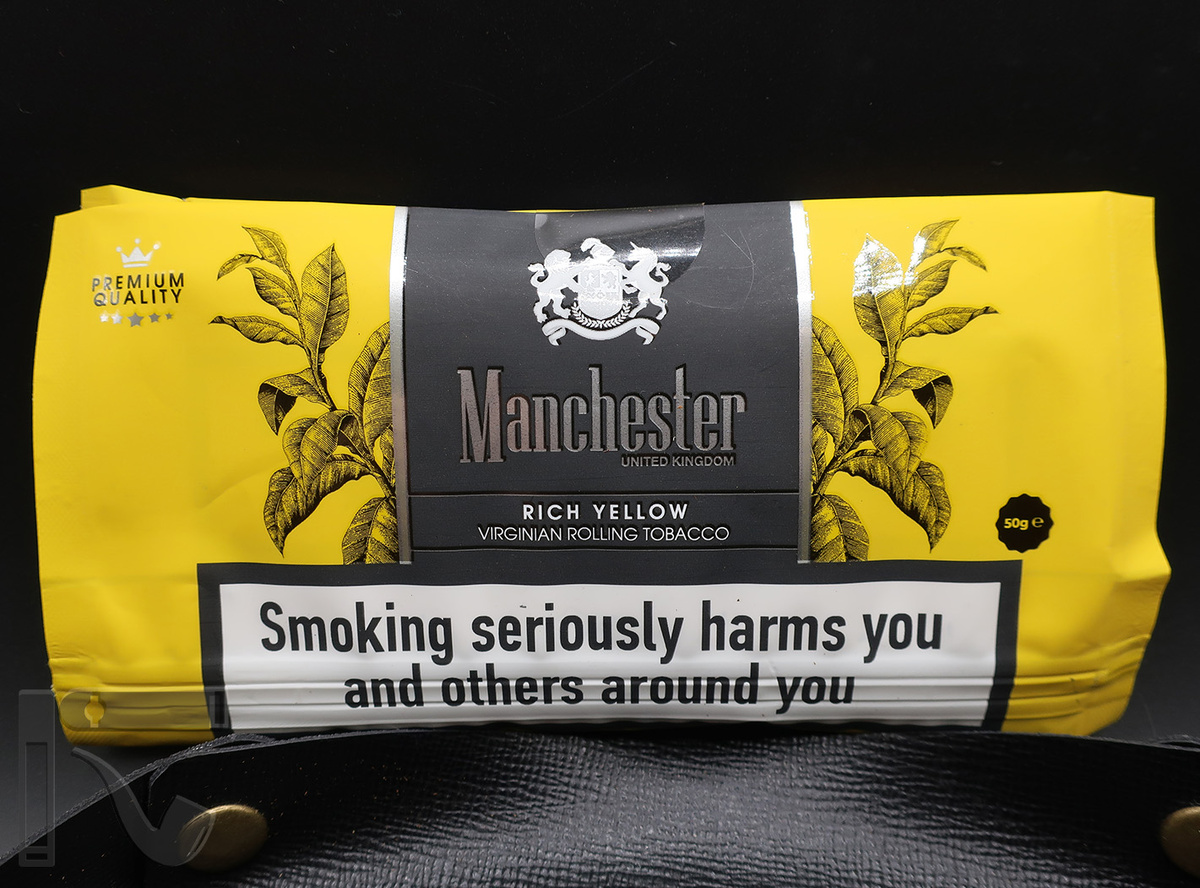 PREMIUM
QUALITY
Manchester
UNITED KINGDOM
RICH YELLOW
VIRGINIAN ROLLING TOBACCO
50g e
Smoking seriously harms you
and others around you